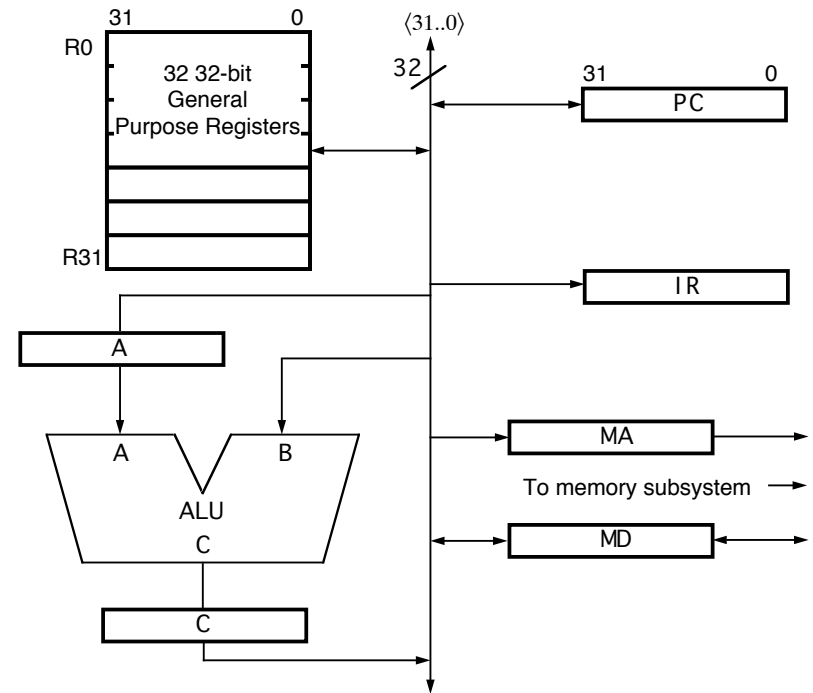 31 0
⟨31..0⟩
R0
32 32-bit
General
Purpose Registers
32
31 0
PC
R31
IR
A
A B
ALU
C
C
MA
To memory subsystem
MD